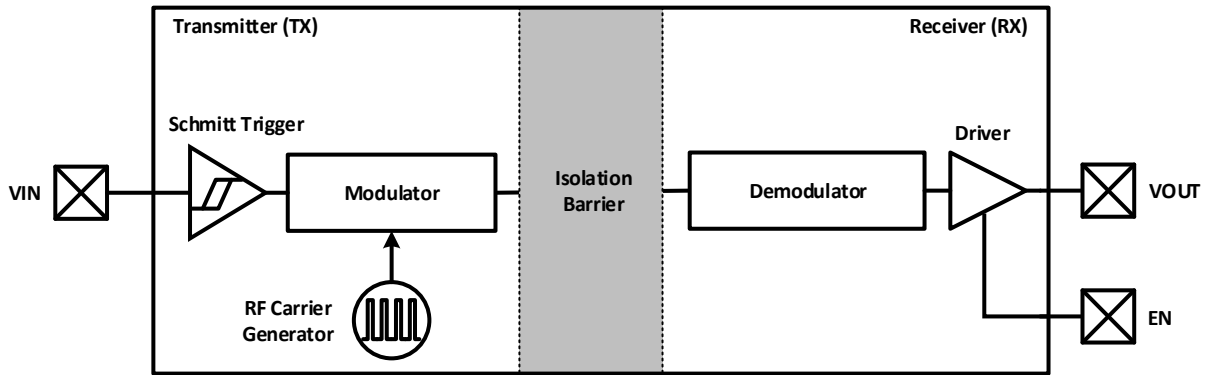 Transmitter (TX)
Receiver (RX)
Schmitt Trigger
Driver
VIN
Modulator
Isolation
Barrier
Demodulator
VOUT
RF Carrier
Generator
EN